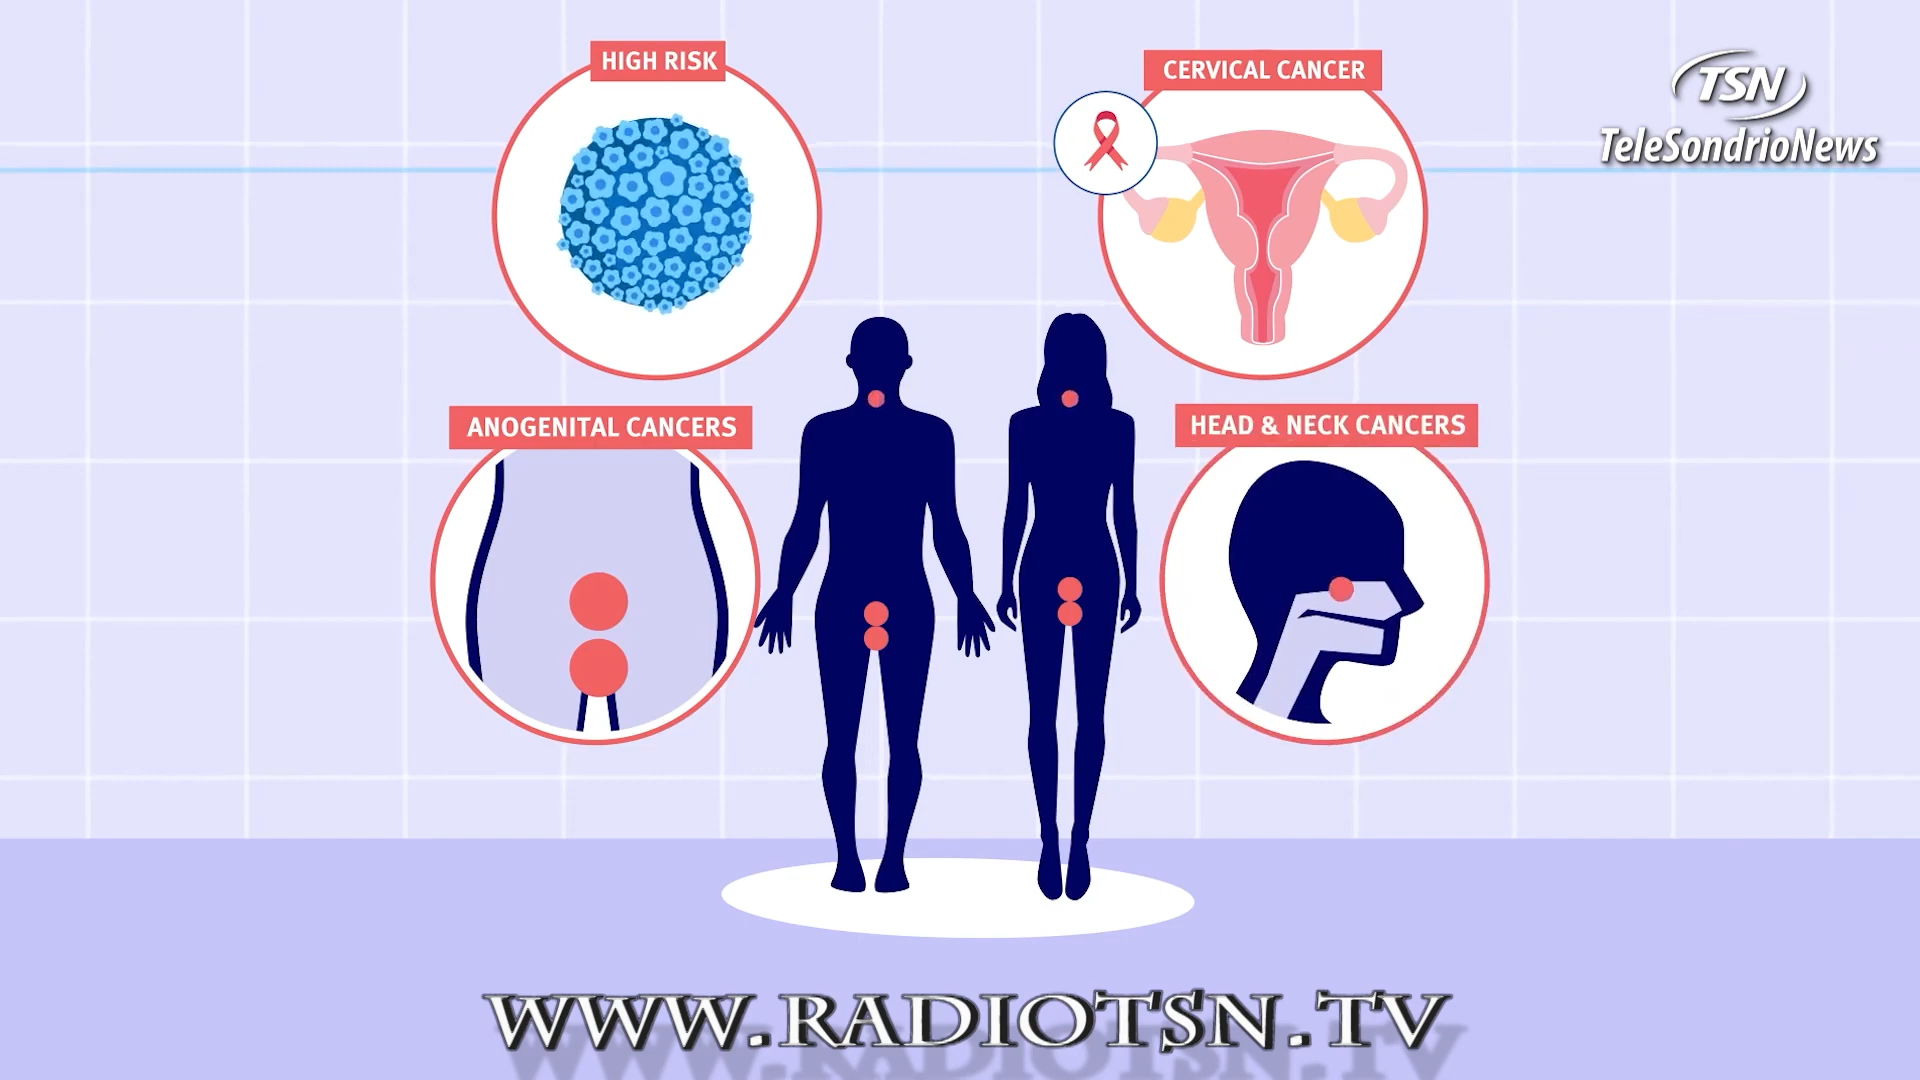 HIGH RISK
CERVICAL CANCER
TSN
TeleSondrioNews
ANOGENITAL CANCERS
HEAD & NECK CANCERS
WWW.RADIOTSN.TV